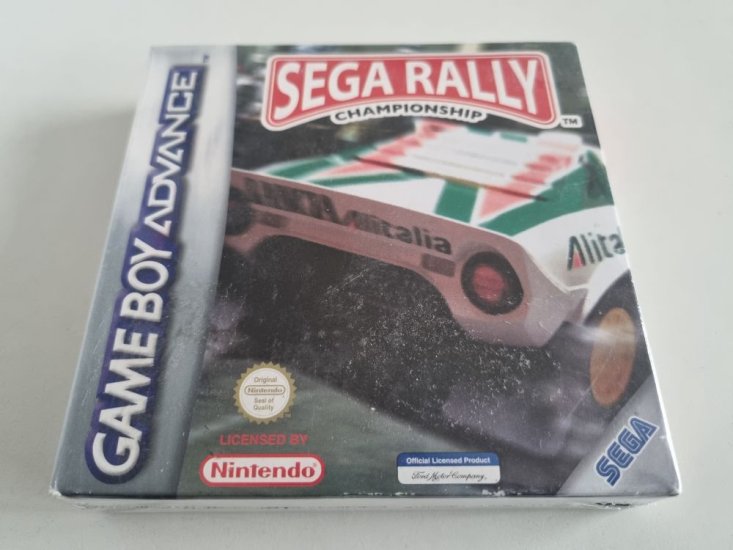 GAME BOY ADVANCE
SEGA RALLY
CHAMPIONSHIP
TM
Alitalia
Alita
Original
Nintendo
Seal of
Quality
LICENSED BY
Nintendo
Official Licensed Product
Ford Motor Company
SEGA